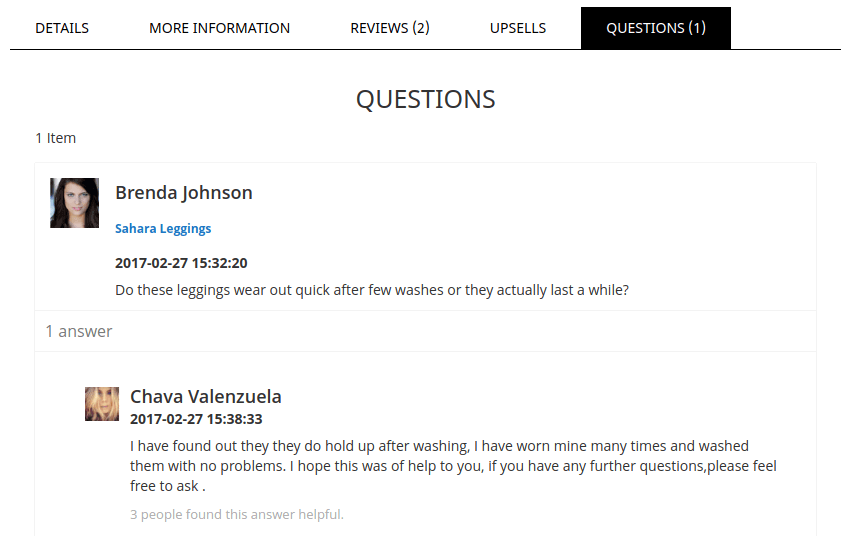 DETAILS MORE INFORMATION REVIEWS (2) UPSELLS QUESTIONS (1)
QUESTIONS
1 Item
Brenda Johnson
Sahara Leggings
2017-02-27 15:32:20
Do these leggings wear out quick after few washes or they actually last a while?
1 answer
Chava Valenzuela
2017-02-27 15:38:33
I have found out they they do hold up after washing, I have worn mine many times and washed
them with no problems. I hope this was of help to you, if you have any further questions,please feel
free to ask .
3 people found this answer helpful.